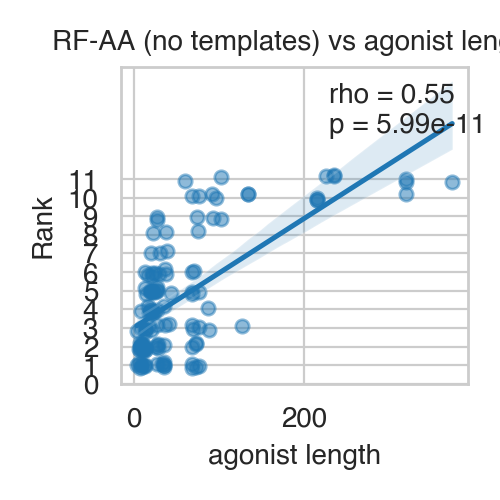 RF-AA (no templates) vs agonist len
rho = 0.55
p = 5.99e-11
Rank
11
10
9
8
7
6
5
4
3
2
1
0
0 200
agonist length